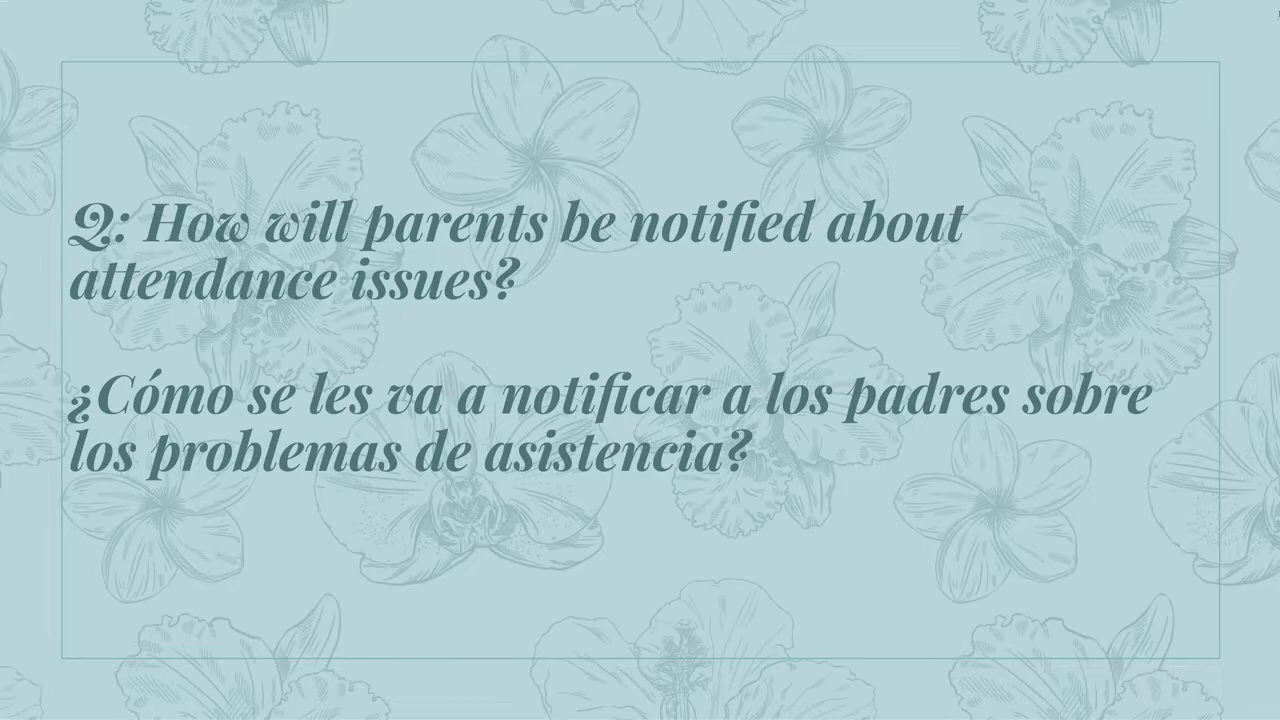 Q: How will parents be notified about
attendance issues?
¿Cómo se les va a notificar a los padres sobre
los problemas de asistencia?